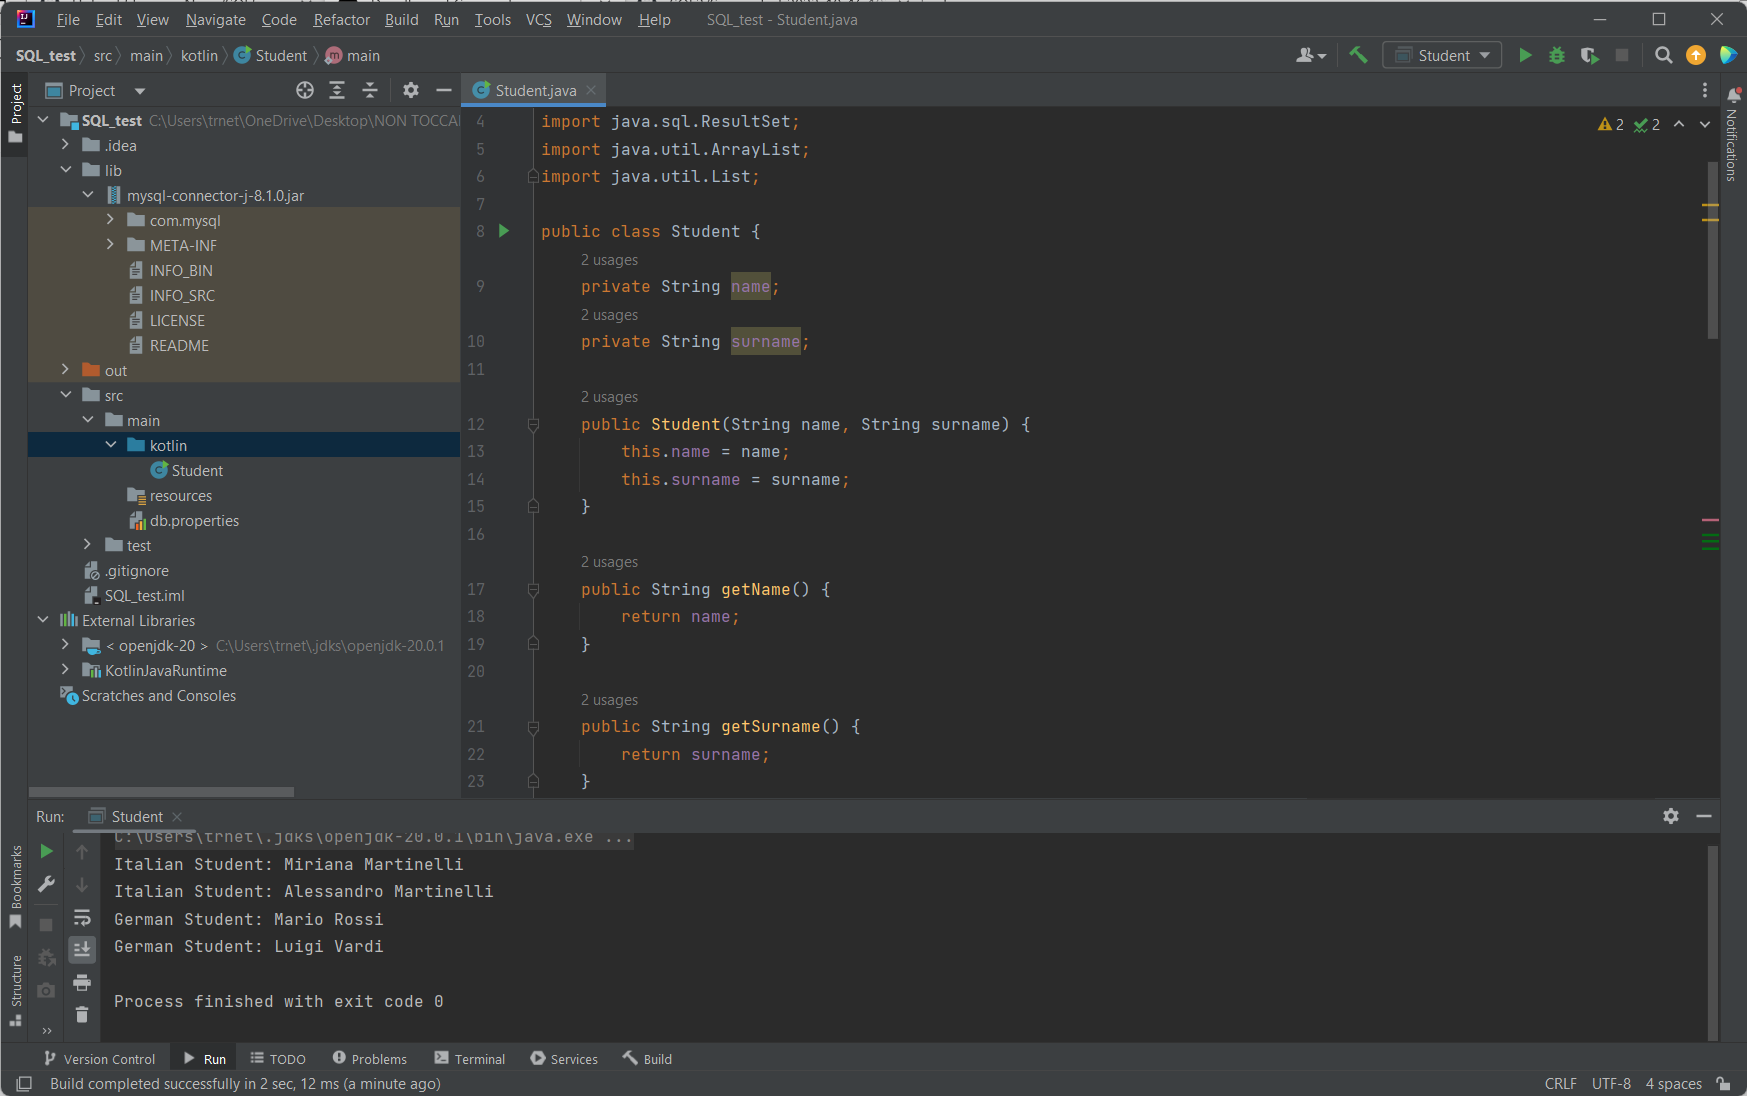 File Edit View Navigate Code Refactor Build Run Tools VCS Window Help SQL_test - Student.java
SQL_test src main kotlin Student main
Student
Project
Project
Student.java
SQL_test C:\Users\trnet\OneDrive\Desktop\NON TOCCA
.idea
lib
mysql-connector-j-8.1.0.jar
com.mysql
META-INF
INFO_BIN
INFO_SRC
LICENSE
README
out
src
main
kotlin
Student
resources
db.properties
test
.gitignore
SQL_test.iml
External Libraries
< openjdk-20 > C:\Users\trnet\.jdks\openjdk-20.0.1
KotlinJavaRuntime
Scratches and Consoles
2 2
Notifications
4 import java.sql.ResultSet;
5 import java.util.ArrayList;
6 import java.util.List;
7
8 public class Student {
2 usages
9 private String name;
2 usages
10 private String surname;
11
2 usages
12 public Student(String name, String surname) {
13 this.name = name;
14 this.surname = surname;
15 }
16
2 usages
17 public String getName() {
18 return name;
19 }
20
2 usages
21 public String getSurname() {
22 return surname;
23 }
Run: Student
C:\Users\trnet\.jdks\openjdk-20.0.1\bin\java.exe ...
Italian Student: Miriana Martinelli
Italian Student: Alessandro Martinelli
German Student: Mario Rossi
German Student: Luigi Vardi
Process finished with exit code 0
Bookmarks
Structure
Version Control Run TODO Problems Terminal Services Build
Build completed successfully in 2 sec, 12 ms (a minute ago) CRLF UTF-8 4 spaces